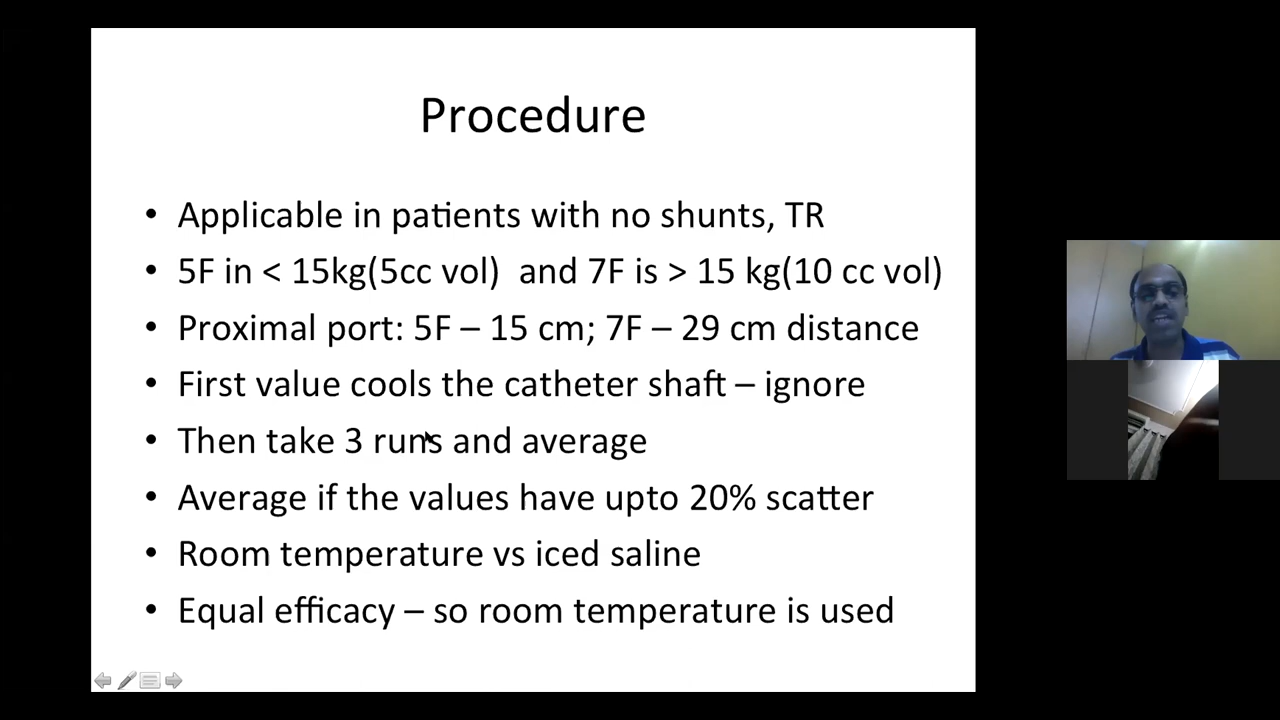 Procedure
• Applicable in patients with no shunts, TR
• 5F in < 15kg(5cc vol) and 7F is > 15 kg(10 cc vol)
• Proximal port: 5F – 15 cm; 7F – 29 cm distance
• First value cools the catheter shaft – ignore
• Then take 3 runs and average
• Average if the values have upto 20% scatter
• Room temperature vs iced saline
• Equal efficacy – so room temperature is used